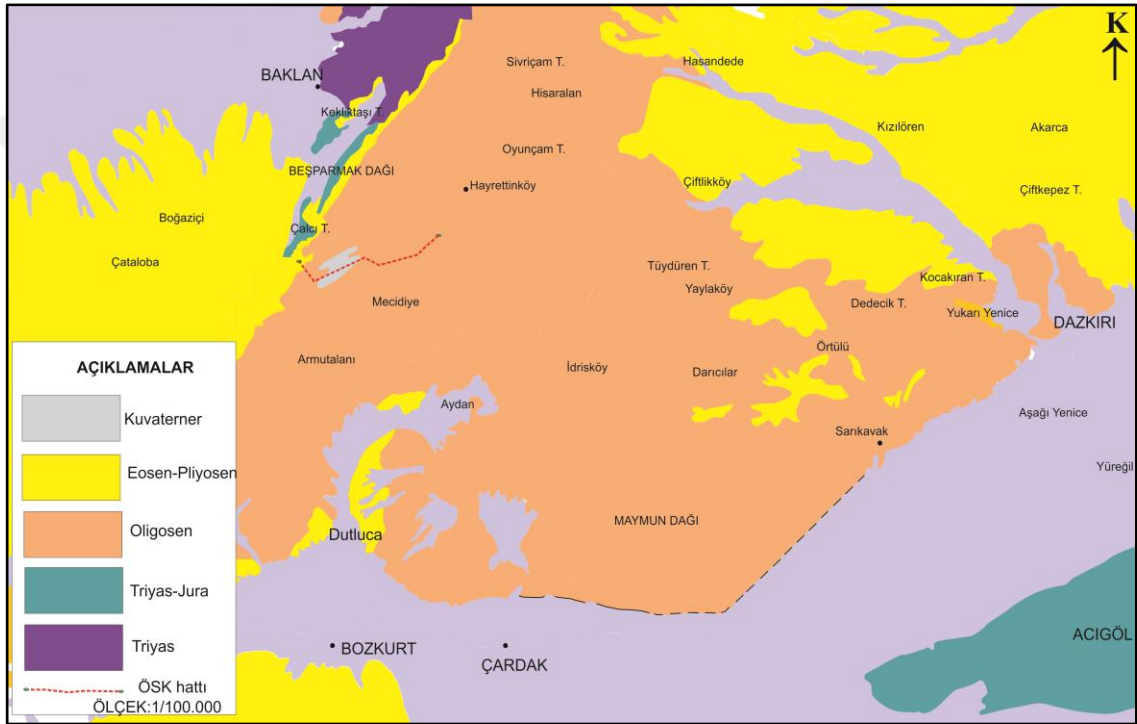 K
Sivriçam T.
Hasandede
BAKLAN
Hisaralan
Kekliktaşı T.
Kızılören
Akarca
Oyunçam T.
BEŞPARMAK DAĞI
Hayrettinköy
Çiftlikköy
Çiftkepez T.
Boğaziçi
Çalcı T.
Çataloba
Tüydüren T.
Kocakıran T.
Yaylaköy
Mecidiye
Dedecik T.
Yukarı Yenice
DAZKIRI
Örtülü
Armutalanı
İdrisköy
Darıcılar
Aydan
Aşağı Yenice
Sarıkavak
Yüreğil
MAYMUN DAĞI
Dutluca
ACIGÖL
BOZKURT
ÇARDAK
AÇIKLAMALAR
Kuvaterner
Eosen-Pliyosen
Oligosen
Triyas-Jura
Triyas
ÖSK hattı
ÖLÇEK:1/100.000